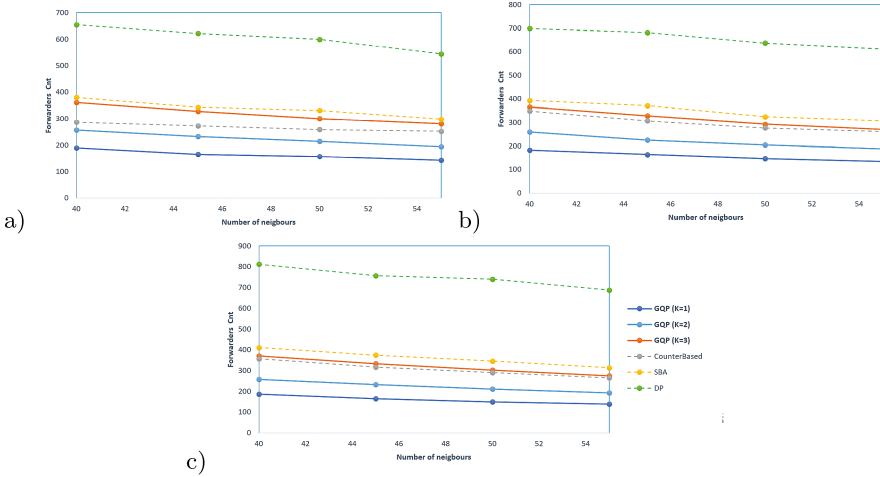 700
600
500
400
300
200
100
0
Forwarders Cnt
40 42 44 46 48 50 52 54
Number of neigbours
a)
800
700
600
500
400
300
200
100
0
Forwarders Cnt
40 42 44 46 48 50 52 54
Number of neigbours
b)
900
800
700
600
500
400
300
200
100
0
Forwarders Cnt
40 42 44 46 48 50 52 54
Number of neigbours
c)
GQP (K=1)
GQP (K=2)
GQP (K=3)
CounterBased
SBA
DP